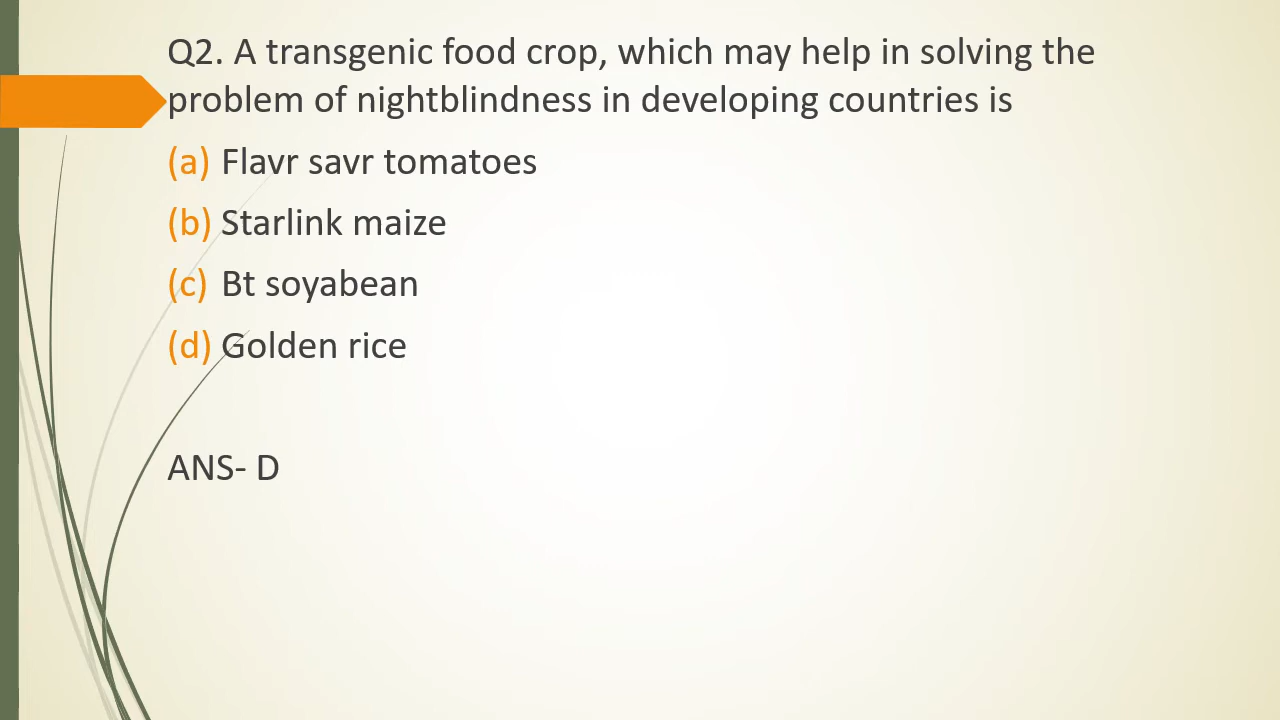 Q2. A transgenic food crop, which may help in solving the
problem of nightblindness in developing countries is
(a) Flavr savr tomatoes
(b) Starlink maize
(c) Bt soyabean
(d) Golden rice
ANS- D